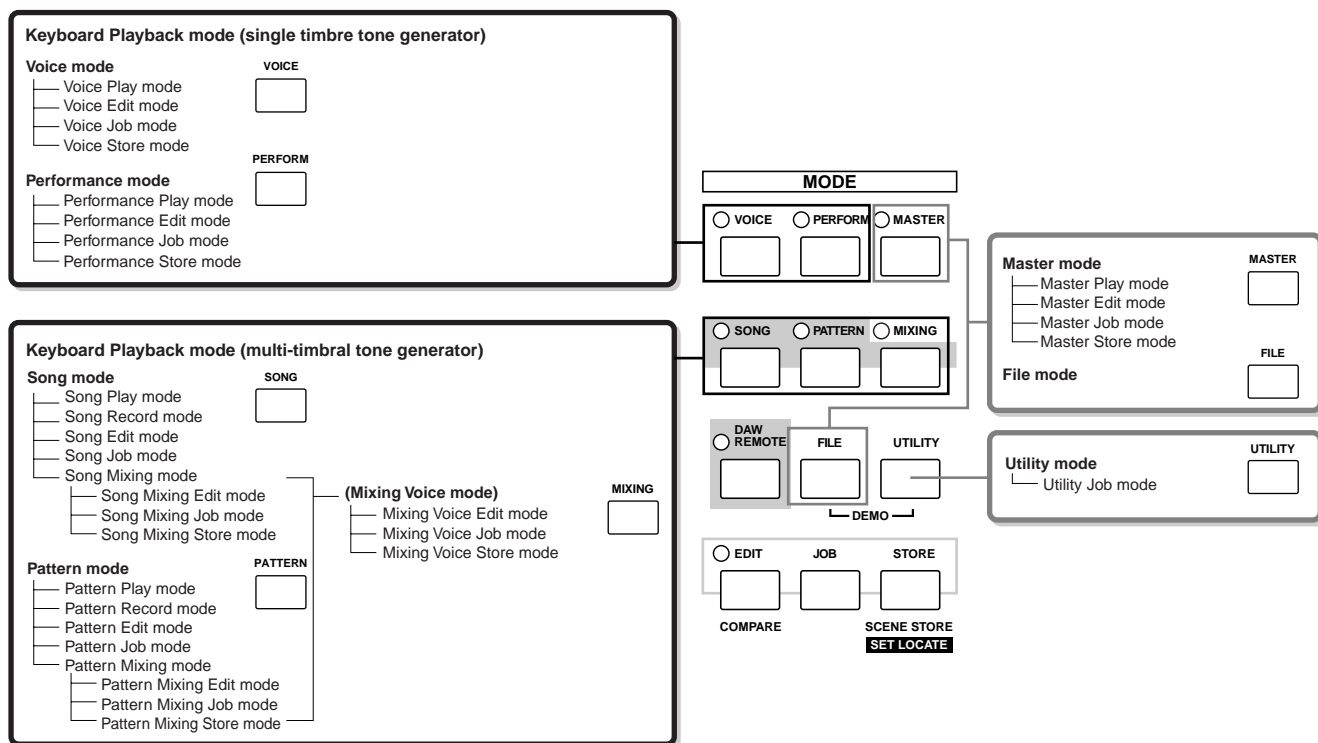 Keyboard Playback mode (single timbre tone generator)
Voice mode
VOICE
Voice Play mode
Voice Edit mode
Voice Job mode
Voice Store mode
PERFORM
Performance mode
Performance Play mode
Performance Edit mode
Performance Job mode
Performance Store mode
Keyboard Playback mode (multi-timbral tone generator)
Song mode
SONG
Song Play mode
Song Record mode
Song Edit mode
Song Job mode
Song Mixing mode
Song Mixing Edit mode
Song Mixing Job mode
Song Mixing Store mode
(Mixing Voice mode)
MIXING
Mixing Voice Edit mode
Mixing Voice Job mode
Mixing Voice Store mode
Pattern mode
PATTERN
Pattern Play mode
Pattern Record mode
Pattern Edit mode
Pattern Job mode
Pattern Mixing mode
Pattern Mixing Edit mode
Pattern Mixing Job mode
Pattern Mixing Store mode
MODE
VOICE PERFORM MASTER
SONG PATTERN MIXING
DAW
REMOTE FILE UTILITY
DEMO
EDIT JOB STORE
COMPARE SCENE STORE
SET LOCATE
Master mode
MASTER
Master Play mode
Master Edit mode
Master Job mode
Master Store mode
FILE
File mode
Utility mode
UTILITY
Utility Job mode